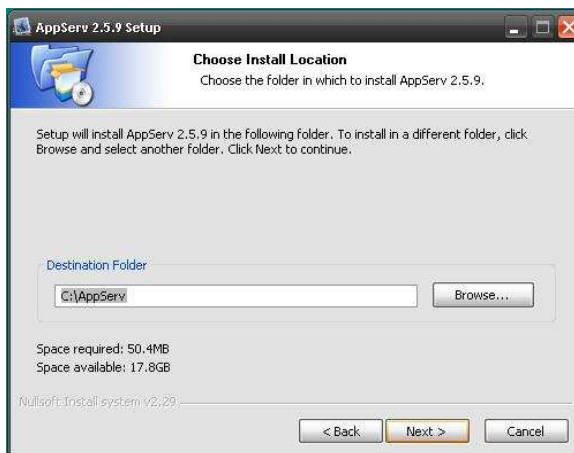 AppServ 2.5.9 Setup
Choose Install Location
Choose the folder in which to install AppServ 2.5.9.
Setup will install AppServ 2.5.9 in the following folder. To install in a different folder, click
Browse and select another folder. Click Next to continue.
Destination Folder
C:\AppServ
Browse...
Space required: 50.4MB
Space available: 17.8GB
Nullsoft Install system v2.29
< Back
Next >
Cancel